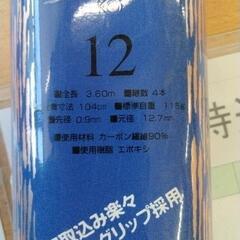 12
■全長 3.60m ■継数 4本
■仕舞寸法 104cm ■標準自重 115g
■先径 0.9mm ■元径 12.7mm
■使用材料 カーボン繊維90%
■使用樹脂 エポキシ
取込み楽々
グリップ採用